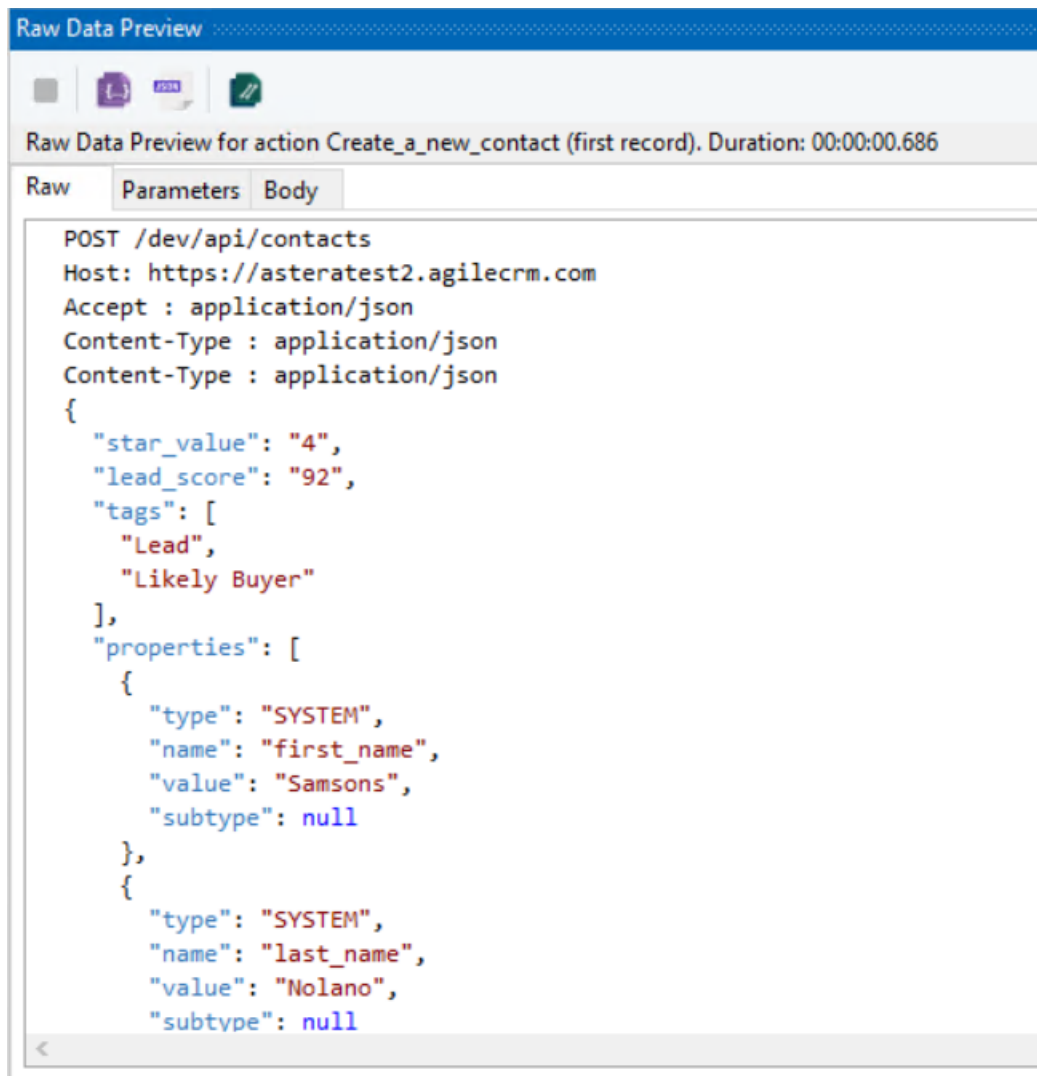 Raw Data Preview
{...} JSON //
Raw Data Preview for action Create_a_new_contact (first record). Duration: 00:00:00.686
Raw Parameters Body
POST /dev/api/contacts
Host: https://asteratest2.agilecrm.com
Accept : application/json
Content-Type : application/json
Content-Type : application/json
{
"star_value": "4",
"lead_score": "92",
"tags": [
"Lead",
"Likely Buyer"
],
"properties": [
{
"type": "SYSTEM",
"name": "first_name",
"value": "Samsons",
"subtype": null
},
{
"type": "SYSTEM",
"name": "last_name",
"value": "Nolano",
"subtype": null